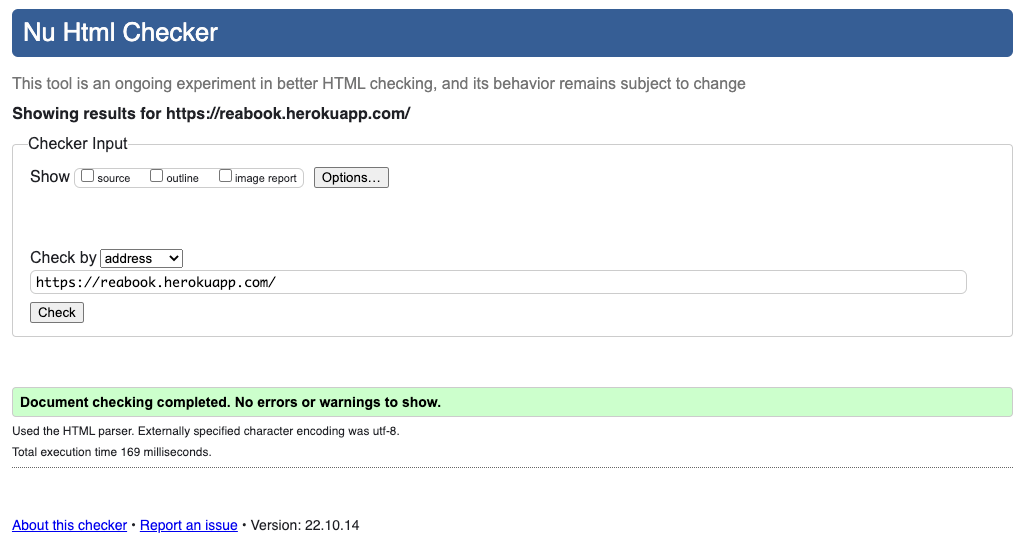 Nu Html Checker
This tool is an ongoing experiment in better HTML checking, and its behavior remains subject to change
Showing results for https://reabook.herokuapp.com/
Checker Input
Show source outline image report Options...
Check by address
https://reabook.herokuapp.com/
Check
Document checking completed. No errors or warnings to show.
Used the HTML parser. Externally specified character encoding was utf-8.
Total execution time 169 milliseconds.
About this checker • Report an issue • Version: 22.10.14